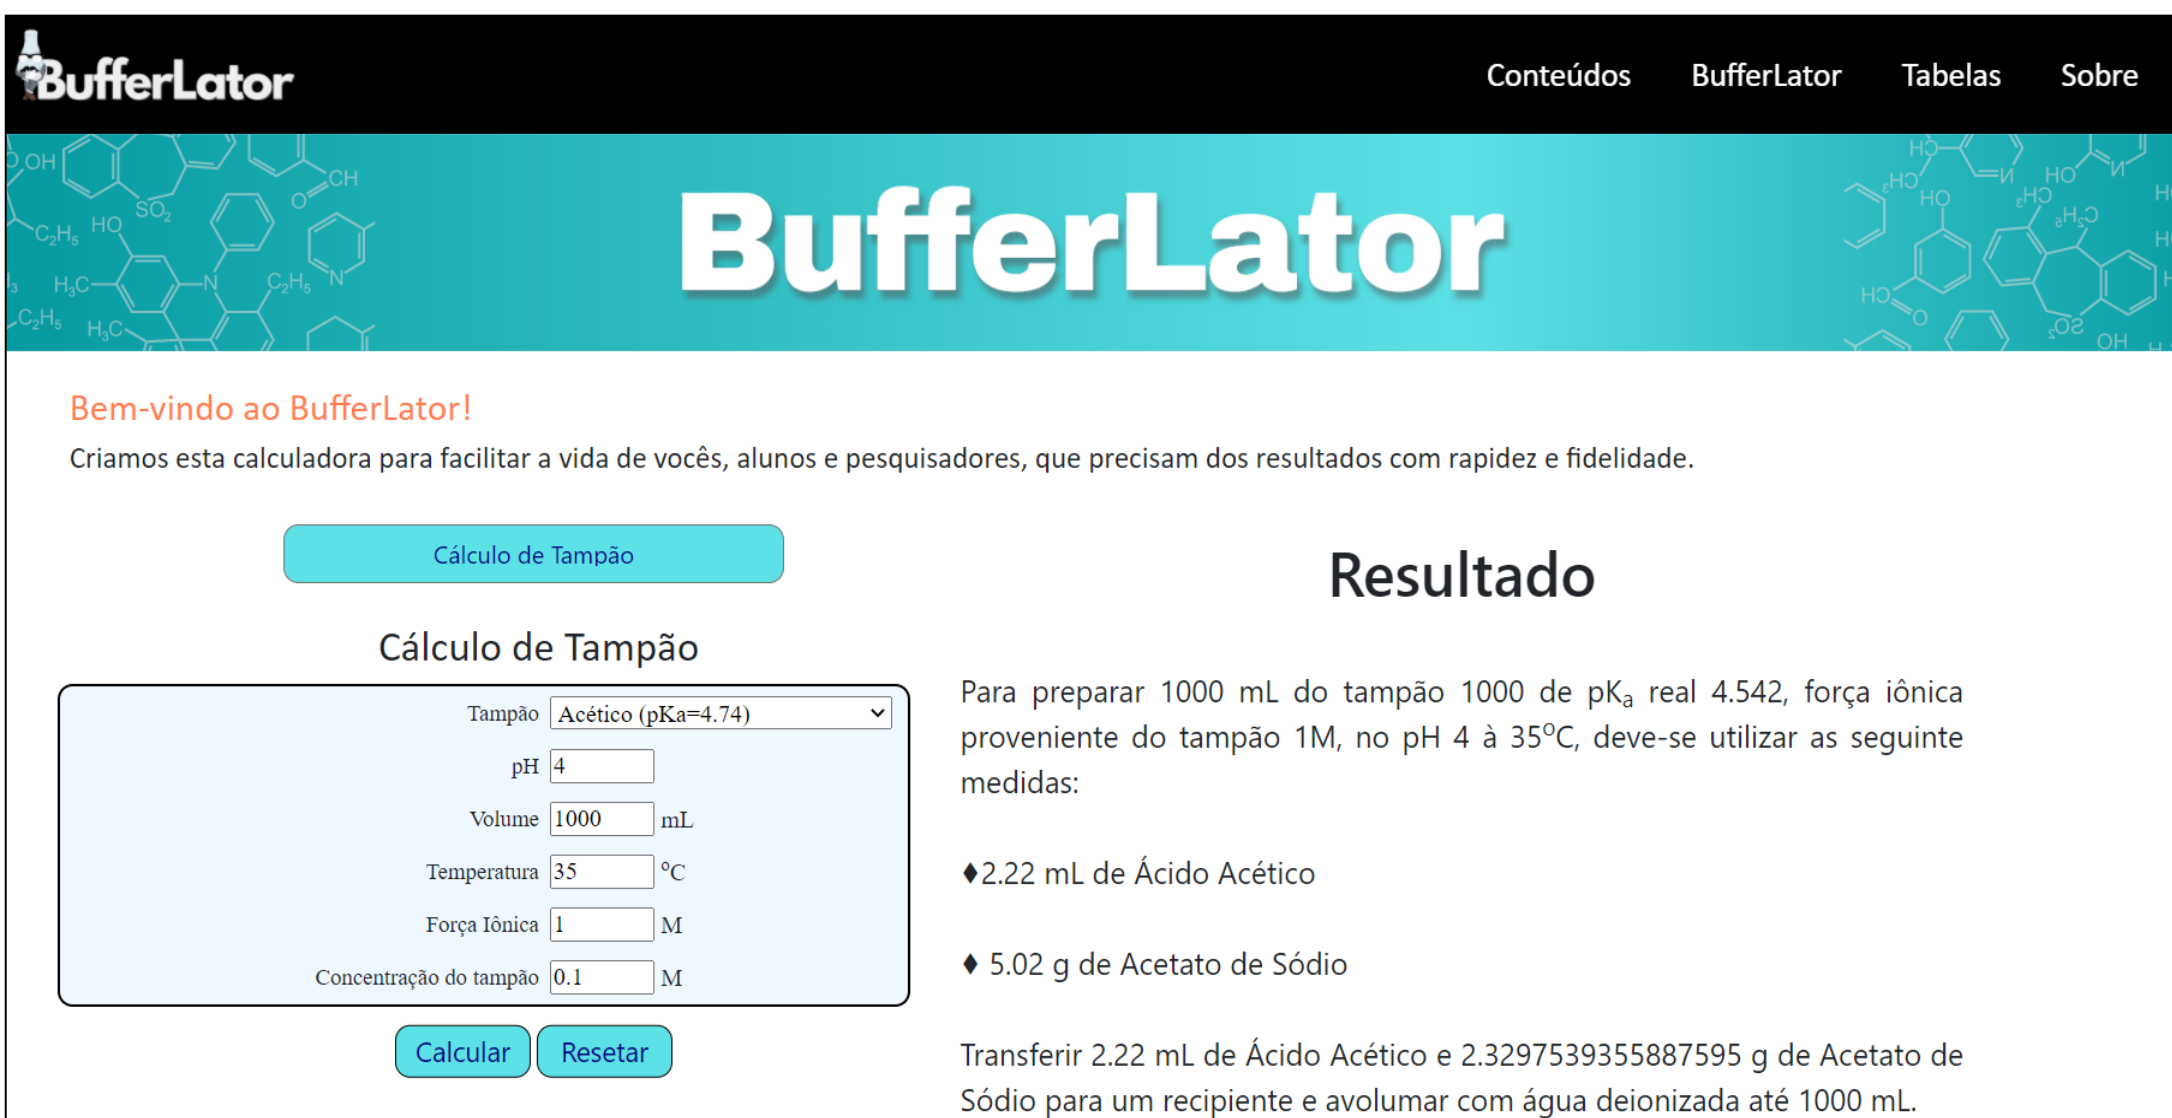 BufferLator
Conteúdos BufferLator Tabelas Sobre
BufferLator
Bem-vindo ao BufferLator!
Criamos esta calculadora para facilitar a vida de vocês, alunos e pesquisadores, que precisam dos resultados com rapidez e fidelidade.
Cálculo de Tampão
Cálculo de Tampão
Tampão Acético (pKa=4.74)
pH 4
Volume 1000 mL
Temperatura 35 ºC
Força Iônica 1 M
Concentração do tampão 0.1 M
Calcular Resetar
Resultado
Para preparar 1000 mL do tampão 1000 de pKa real 4.542, força iônica
proveniente do tampão 1M, no pH 4 à 35ºC, deve-se utilizar as seguinte
medidas:
♦2.22 mL de Ácido Acético
♦ 5.02 g de Acetato de Sódio
Transferir 2.22 mL de Ácido Acético e 2.3297539355887595 g de Acetato de
Sódio para um recipiente e avolumar com água deionizada até 1000 mL.